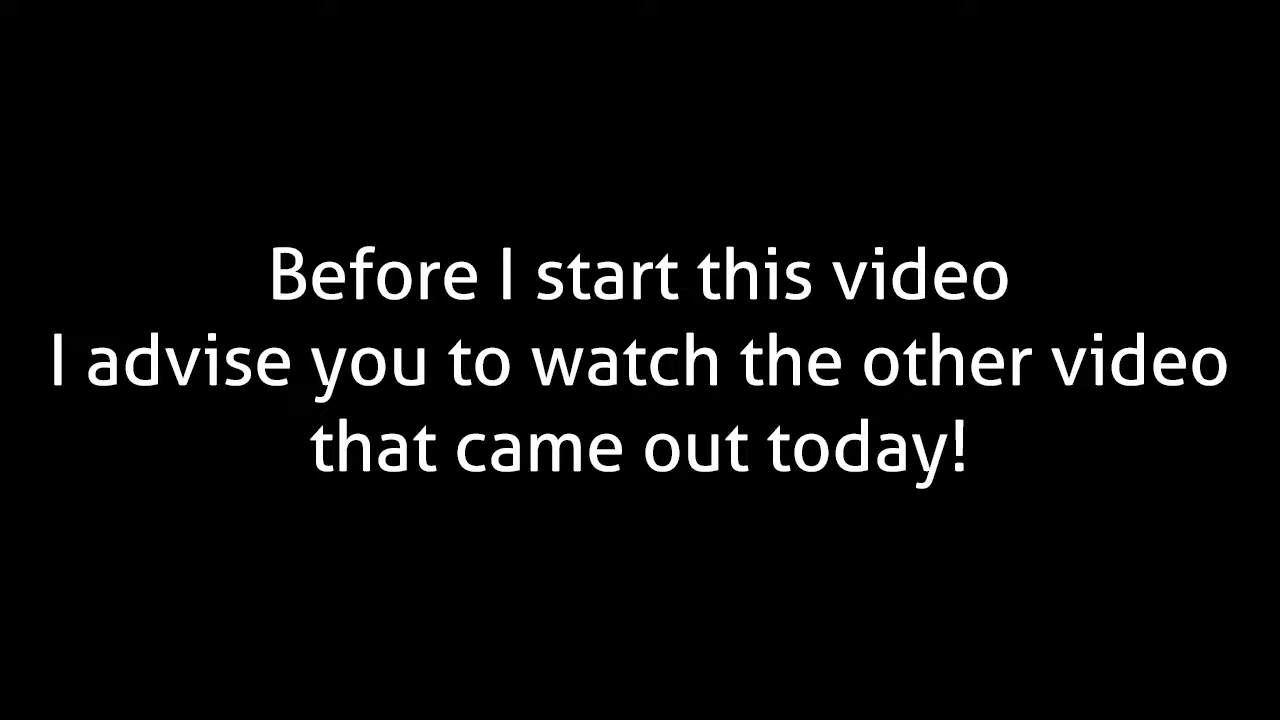 Before I start this video
I advise you to watch the other video
that came out today!